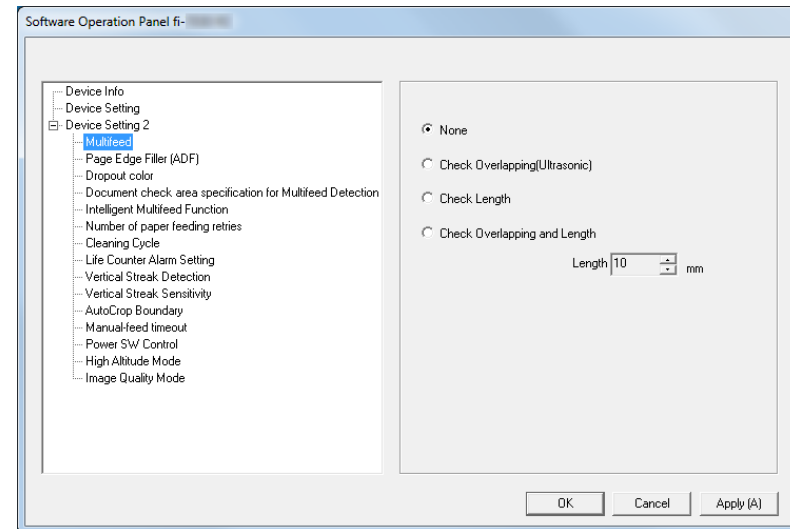 Software Operation Panel fi-
Device Info
Device Setting
Device Setting 2
Multifeed
Page Edge Filler (ADF)
Dropout color
Document check area specification for Multifeed Detection
Intelligent Multifeed Function
Number of paper feeding retries
Cleaning Cycle
Life Counter Alarm Setting
Vertical Streak Detection
Vertical Streak Sensitivity
AutoCrop Boundary
Manual-feed timeout
Power SW Control
High Altitude Mode
Image Quality Mode
None
Check Overlapping(Ultrasonic)
Check Length
Check Overlapping and Length
Length 10 mm
OK Cancel Apply (A)